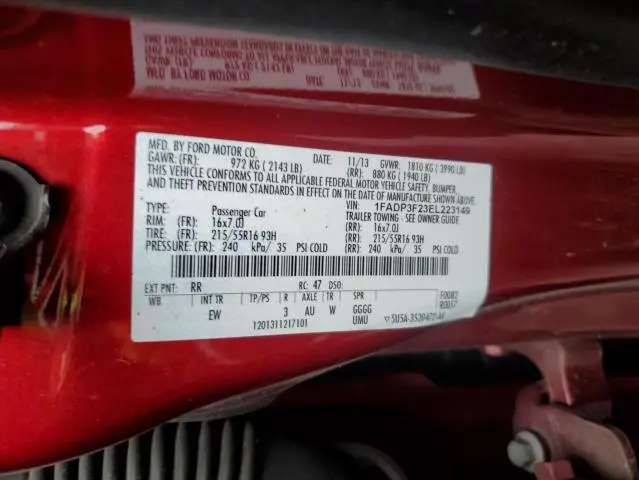 MFD. BY FORD MOTOR CO. DATE: 11/13 GVWR: 1810 KG ( 3990 LB)
GAWR: (FR): 972 KG ( 2143 LB) (RR): 880 KG ( 1940 LB)
THIS VEHICLE CONFORMS TO ALL APPLICABLE FEDERAL MOTOR VEHICLE SAFETY, BUMPER,
AND THEFT PREVENTION STANDARDS IN EFFECT ON THE DATE OF MANUFACTURE SHOWN ABOVE.
VIN: 1FADP3F23EL223149
TYPE: Passenger Car TRAILER TOWING - SEE OWNER GUIDE
RIM: (FR): 16x7.0J (RR): 16x7.0J
TIRE: (FR): 215/55R16 93H (RR): 215/55R16 93H
PRESSURE: (FR): 240 kPa/ 35 PSI COLD (RR): 240 kPa/ 35 PSI COLD
EXT PNT: RR RC: 47 DSO: F0082
WB INT TR TP/PS R AXLE TR SPR R0057
EW 3 AU W GGGG
1201311217101 UMU 5U5A-3520472-AA